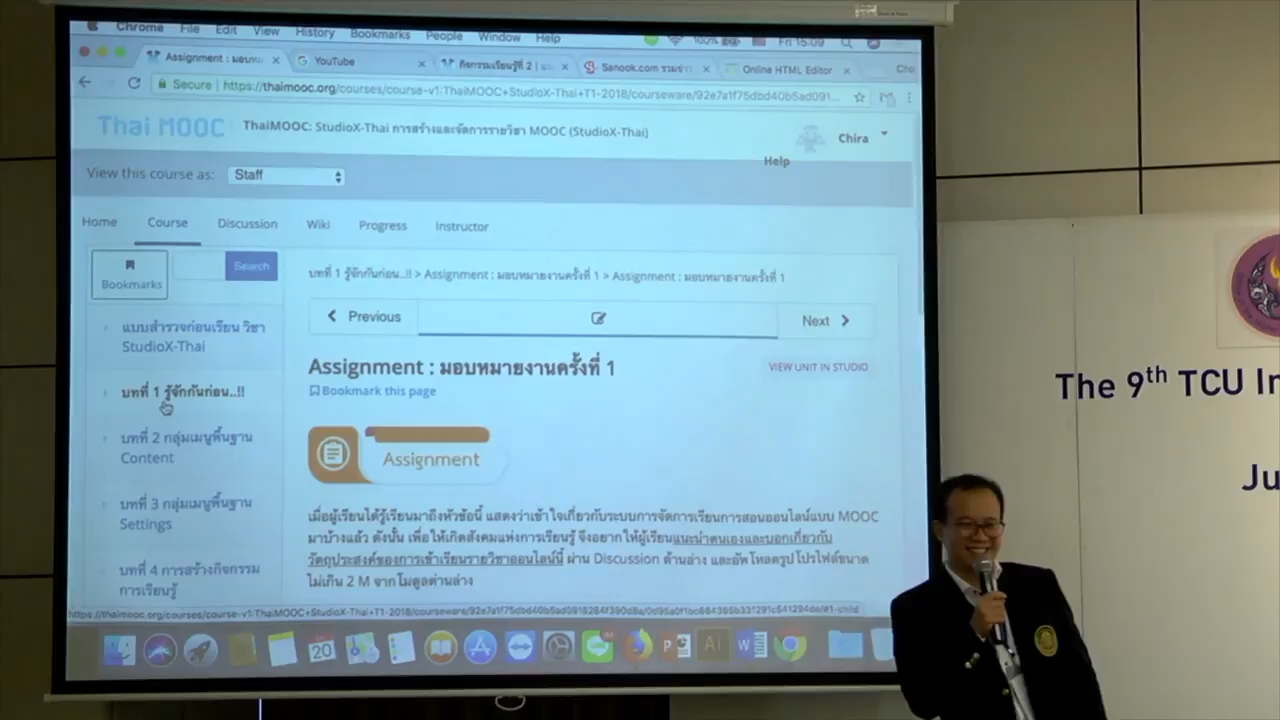 Chrome File Edit View History Bookmarks People Window Help 100% Fri 15:09
Assignment : มอบหมา × YouTube × กิจกรรมเรียนรู้ที่ 2 | × Sanook.com รวมข่าว × Online HTML Editor × Cho
Secure | https://thaimooc.org/courses/course-v1:ThaiMOOC+StudioX-Thai+T1-2018/courseware/92e7a1f75dbd40b5ad091...
Thai MOOC ThaiMOOC: StudioX-Thai การสร้างและจัดการรายวิชา MOOC (StudioX-Thai) Chira
Help
View this course as: Staff
Home Course Discussion Wiki Progress Instructor
Bookmarks
Search
บทที่ 1 รู้จักกันก่อน..!! > Assignment : มอบหมายงานครั้งที่ 1 > Assignment : มอบหมายงานครั้งที่ 1
Previous Next
แบบสำรวจก่อนเรียน วิชา
StudioX-Thai
บทที่ 1 รู้จักกันก่อน..!!
บทที่ 2 กลุ่มเมนูพื้นฐาน
Content
บทที่ 3 กลุ่มเมนูพื้นฐาน
Settings
บทที่ 4 การสร้างกิจกรรม
การเรียนรู้
Assignment : มอบหมายงานครั้งที่ 1
VIEW UNIT IN STUDIO
Bookmark this page
Assignment
เมื่อผู้เรียนได้รู้เรียนมาถึงหัวข้อนี้ แสดงว่าเข้าใจเกี่ยวกับระบบการจัดการเรียนการสอนออนไลน์แบบ MOOC
มาบ้างแล้ว ดังนั้น เพื่อให้เกิดสังคมแห่งการเรียนรู้ จึงอยากให้ผู้เรียนแนะนำตนเองและบอกเกี่ยวกับ
วัตถุประสงค์ของการเข้าเรียนรายวิชาออนไลน์นี้ ผ่าน Discussion ด้านล่าง และอัพโหลดรูปโปรไฟล์ขนาด
ไม่เกิน 2 M จากโมดูลด้านล่าง
20
The 9th TCU In
Ju